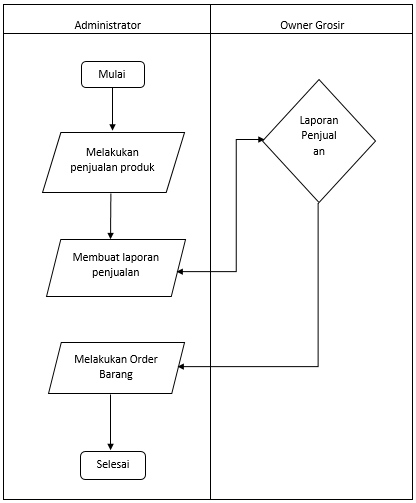 Administrator
Owner Grosir
Mulai
Melakukan
penjualan produk
Laporan
Penjual
an
Membuat laporan
penjualan
Melakukan Order
Barang
Selesai